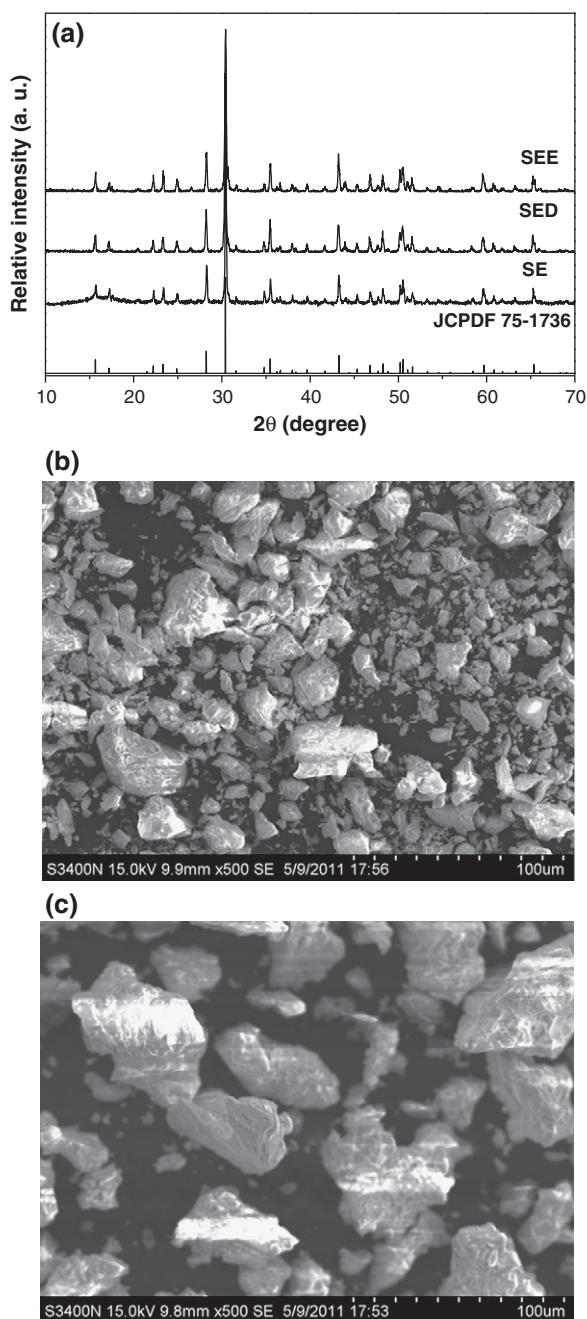 (a)
Relative intensity (a. u.)
SEE
SED
SE
JCPDF 75-1736
10 20 30 40 50 60 70
2θ (degree)
(b)
S3400N 15.0kV 9.9mm x500 SE 5/9/2011 17:56 100um
(c)
S3400N 15.0kV 9.8mm x500 SE 5/9/2011 17:53 100um